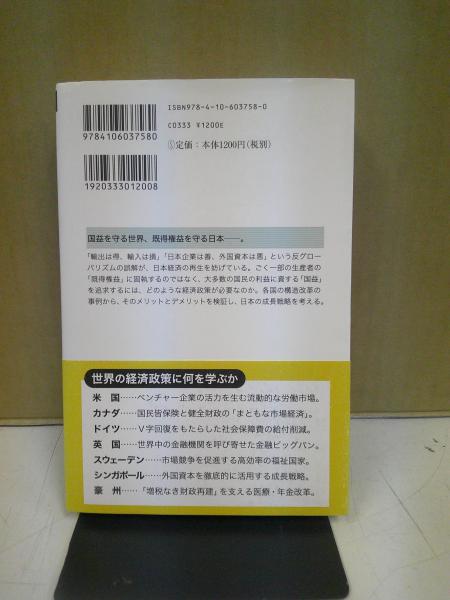 ISBN978-4-10-603758-0
C0333 ¥1200E
Ⓢ定価:本体1200円(税別)
9784106037580
1920333012008
国益を守る世界、既得権益を守る日本――。
「輸出は得、輸入は損」「日本企業は善、外国資本は悪」という反グロー
バリズムの誤解が、日本経済の再生を妨げている。ごく一部の生産者の
「既得権益」に固執するのではなく、大多数の国民の利益に資する「国益」
を追求するには、どのような経済政策が必要なのか。各国の構造改革の
事例から、そのメリットとデメリットを検証し、日本の成長戦略を考える。
世界の経済政策に何を学ぶか
米 国……ベンチャー企業の活力を生む流動的な労働市場。
カナダ……国民皆保険と健全財政の「まともな市場経済」。
ドイツ……V字回復をもたらした社会保障費の給付削減。
英 国……世界中の金融機関を呼び寄せた金融ビッグバン。
スウェーデン……市場競争を促進する高効率の福祉国家。
シンガポール……外国資本を徹底的に活用する成長戦略。
豪 州……「増税なき財政再建」を支える医療・年金改革。